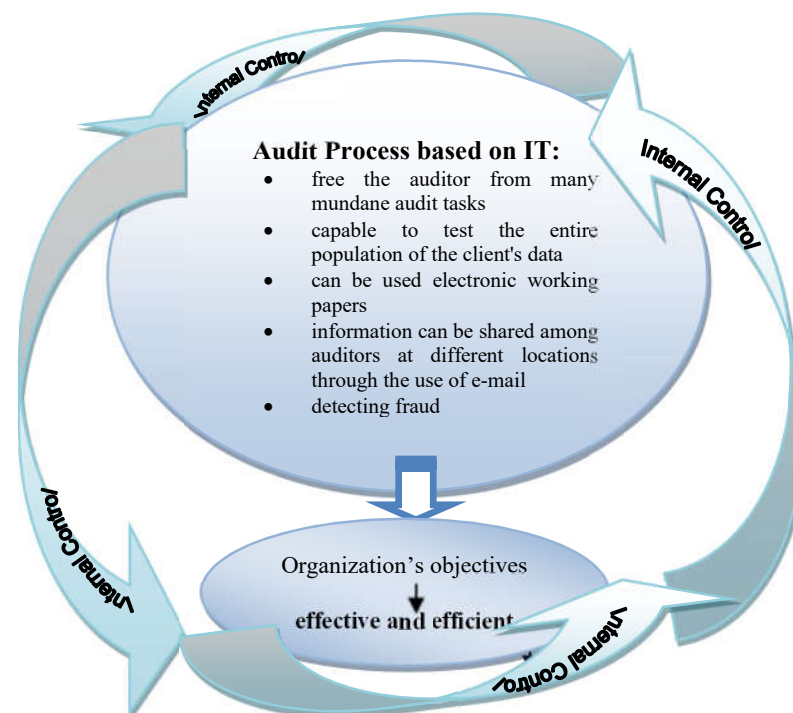 Internal Control
Internal Control
Audit Process based on IT:
• free the auditor from many
mundane audit tasks
• capable to test the entire
population of the client's data
• can be used electronic working
papers
• information can be shared among
auditors at different locations
through the use of e-mail
• detecting fraud
Internal Control
Organization’s objectives
effective and efficient
Internal Control